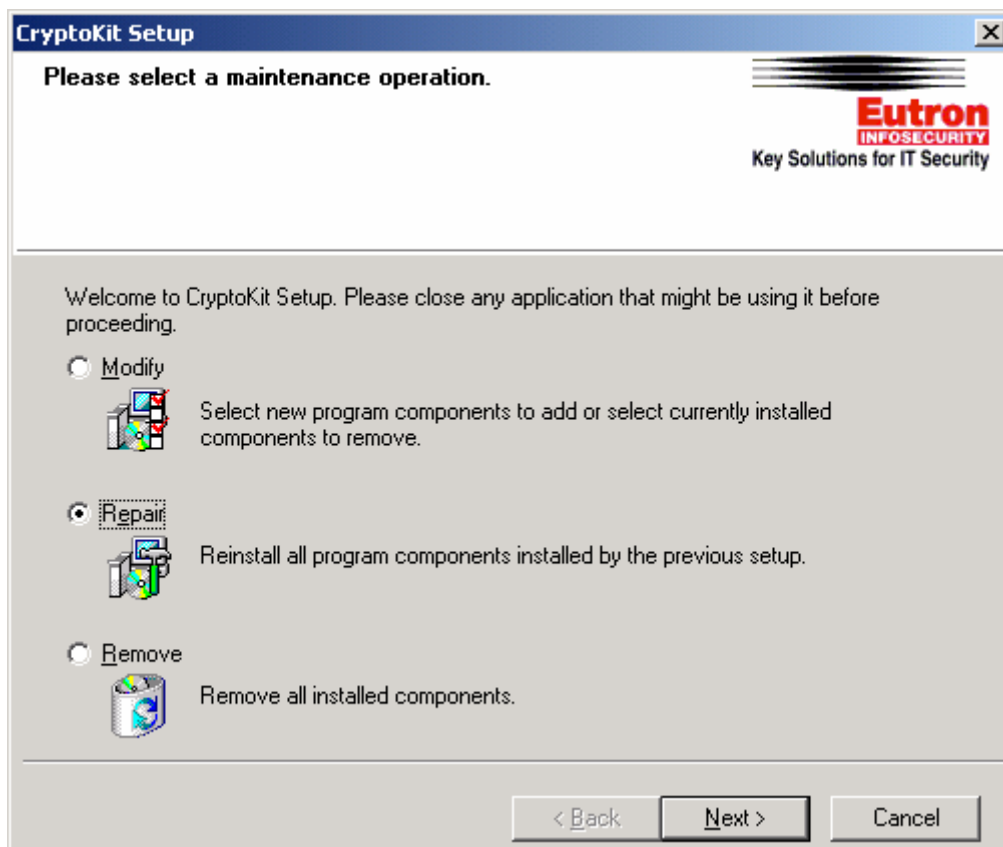 CryptoKit Setup
Please select a maintenance operation.
Eutron
INFOSECURITY
Key Solutions for IT Security
Welcome to CryptoKit Setup. Please close any application that might be using it before
proceeding.
Modify
Select new program components to add or select currently installed
components to remove.
Repair
Reinstall all program components installed by the previous setup.
Remove
Remove all installed components.
< Back
Next >
Cancel